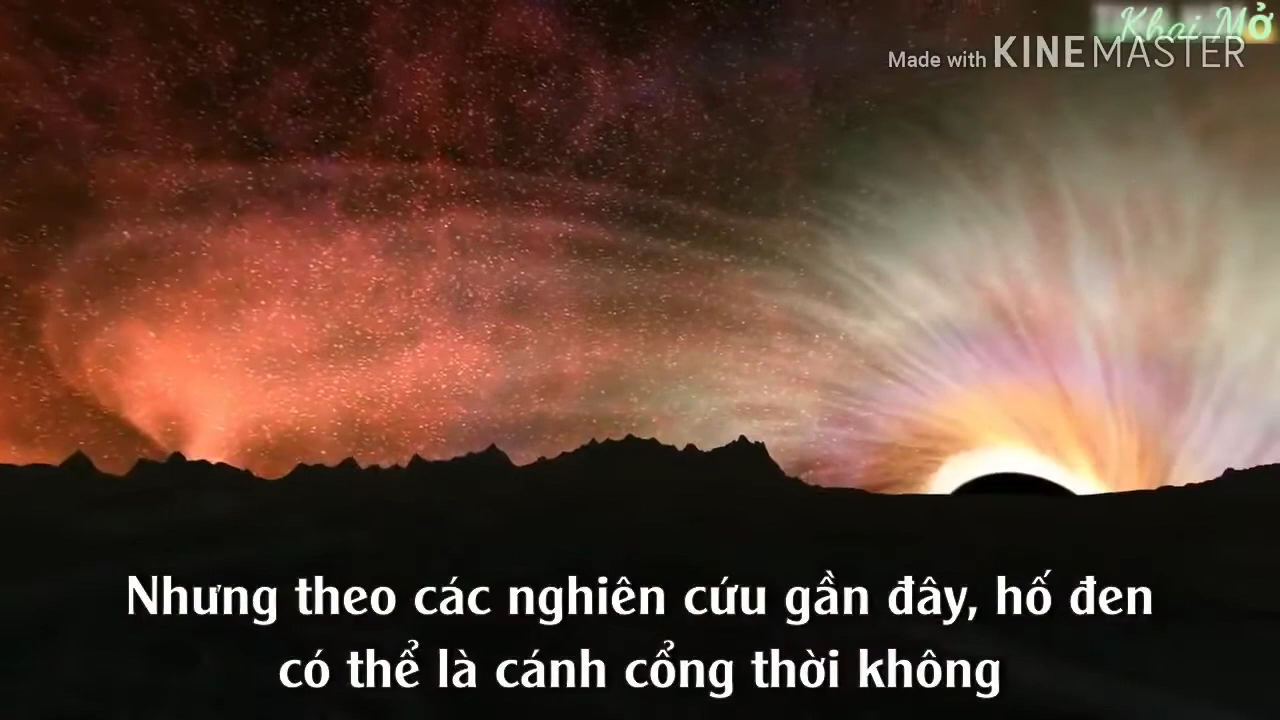 Khai Mở
Made with KINEMASTER
Nhưng theo các nghiên cứu gần đây, hố đen
có thể là cánh cổng thời không